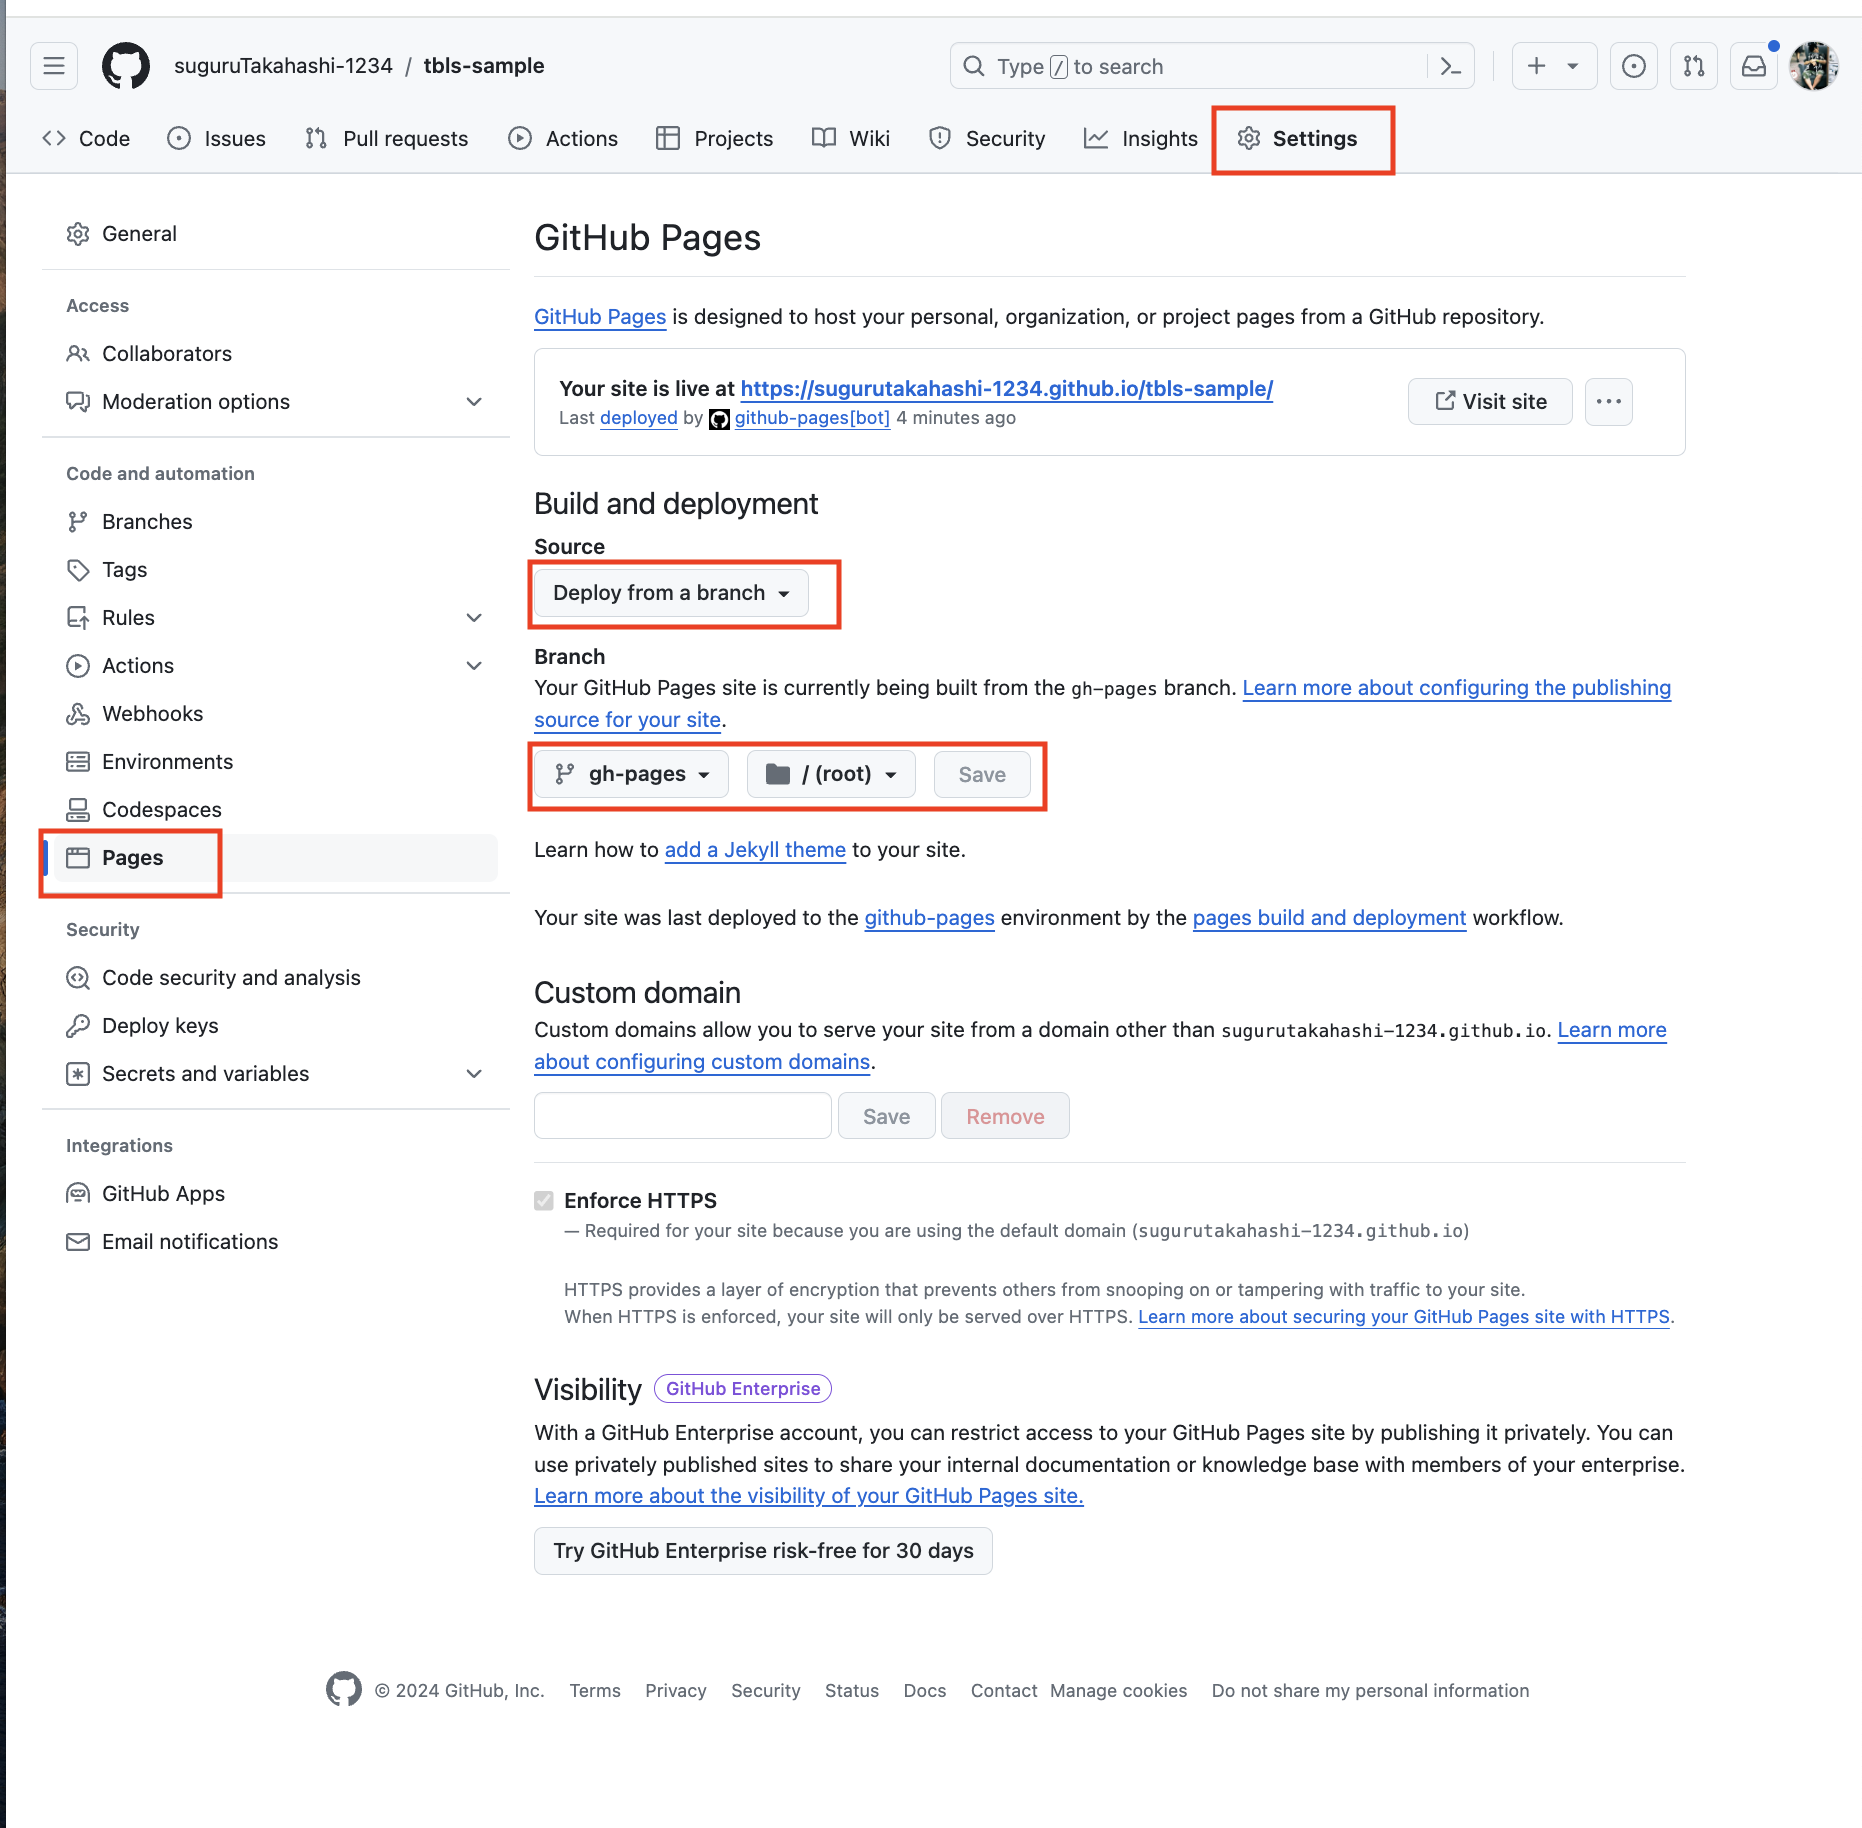 suguruTakahashi-1234 / tbls-sample
Type / to search
Code Issues Pull requests Actions Projects Wiki Security Insights Settings
General
Access
Collaborators
Moderation options
Code and automation
Branches
Tags
Rules
Actions
Webhooks
Environments
Codespaces
Pages
Security
Code security and analysis
Deploy keys
Secrets and variables
Integrations
GitHub Apps
Email notifications
GitHub Pages
GitHub Pages is designed to host your personal, organization, or project pages from a GitHub repository.
Your site is live at https://sugurutakahashi-1234.github.io/tbls-sample/
Last deployed by github-pages[bot] 4 minutes ago
Visit site
Build and deployment
Source
Deploy from a branch
Branch
Your GitHub Pages site is currently being built from the gh-pages branch. Learn more about configuring the publishing
source for your site.
gh-pages / (root) Save
Learn how to add a Jekyll theme to your site.
Your site was last deployed to the github-pages environment by the pages build and deployment workflow.
Custom domain
Custom domains allow you to serve your site from a domain other than sugurutakahashi-1234.github.io. Learn more
about configuring custom domains.
Save Remove
Enforce HTTPS
— Required for your site because you are using the default domain (sugurutakahashi-1234.github.io)
HTTPS provides a layer of encryption that prevents others from snooping on or tampering with traffic to your site.
When HTTPS is enforced, your site will only be served over HTTPS. Learn more about securing your GitHub Pages site with HTTPS.
Visibility GitHub Enterprise
With a GitHub Enterprise account, you can restrict access to your GitHub Pages site by publishing it privately. You can
use privately published sites to share your internal documentation or knowledge base with members of your enterprise.
Learn more about the visibility of your GitHub Pages site.
Try GitHub Enterprise risk-free for 30 days
© 2024 GitHub, Inc. Terms Privacy Security Status Docs Contact Manage cookies Do not share my personal information